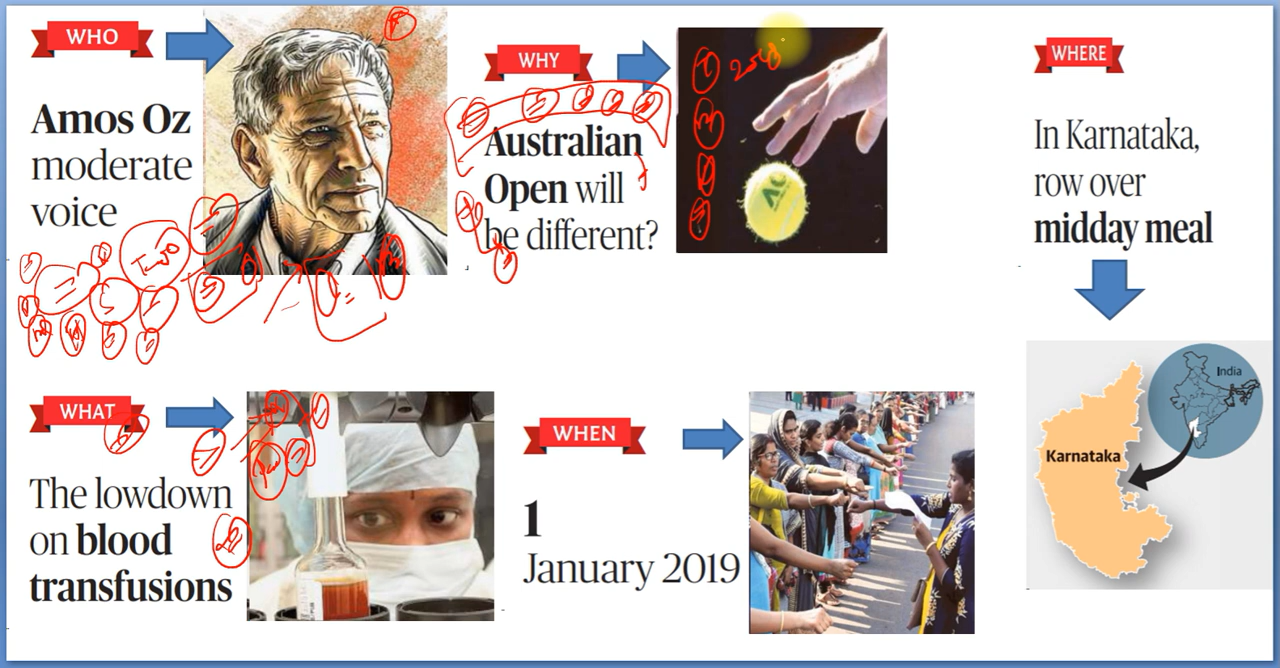 WHO
Amos Oz
moderate
voice
WHY
Australian
Open will
be different?
WHERE
In Karnataka,
row over
midday meal
India
Karnataka
WHAT
The lowdown
on blood
transfusions
WHEN
1
January 2019